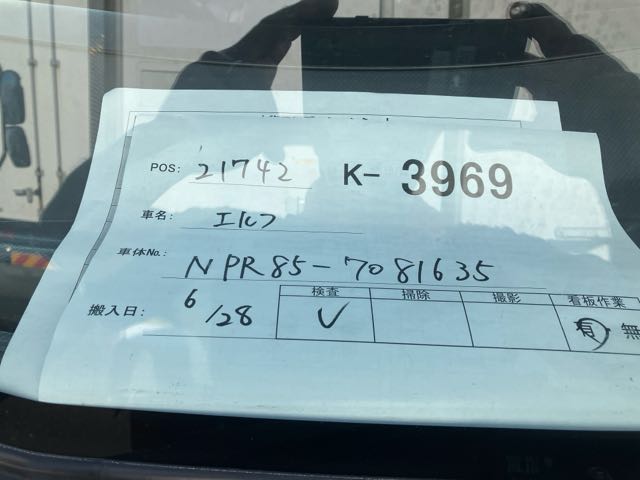 POS: 21742 K- 3969
車名: エルフ
車体No.: NPR85-7081635
搬入日: 6/28
検査 掃除 撮影 看板作業
✓ 有 無